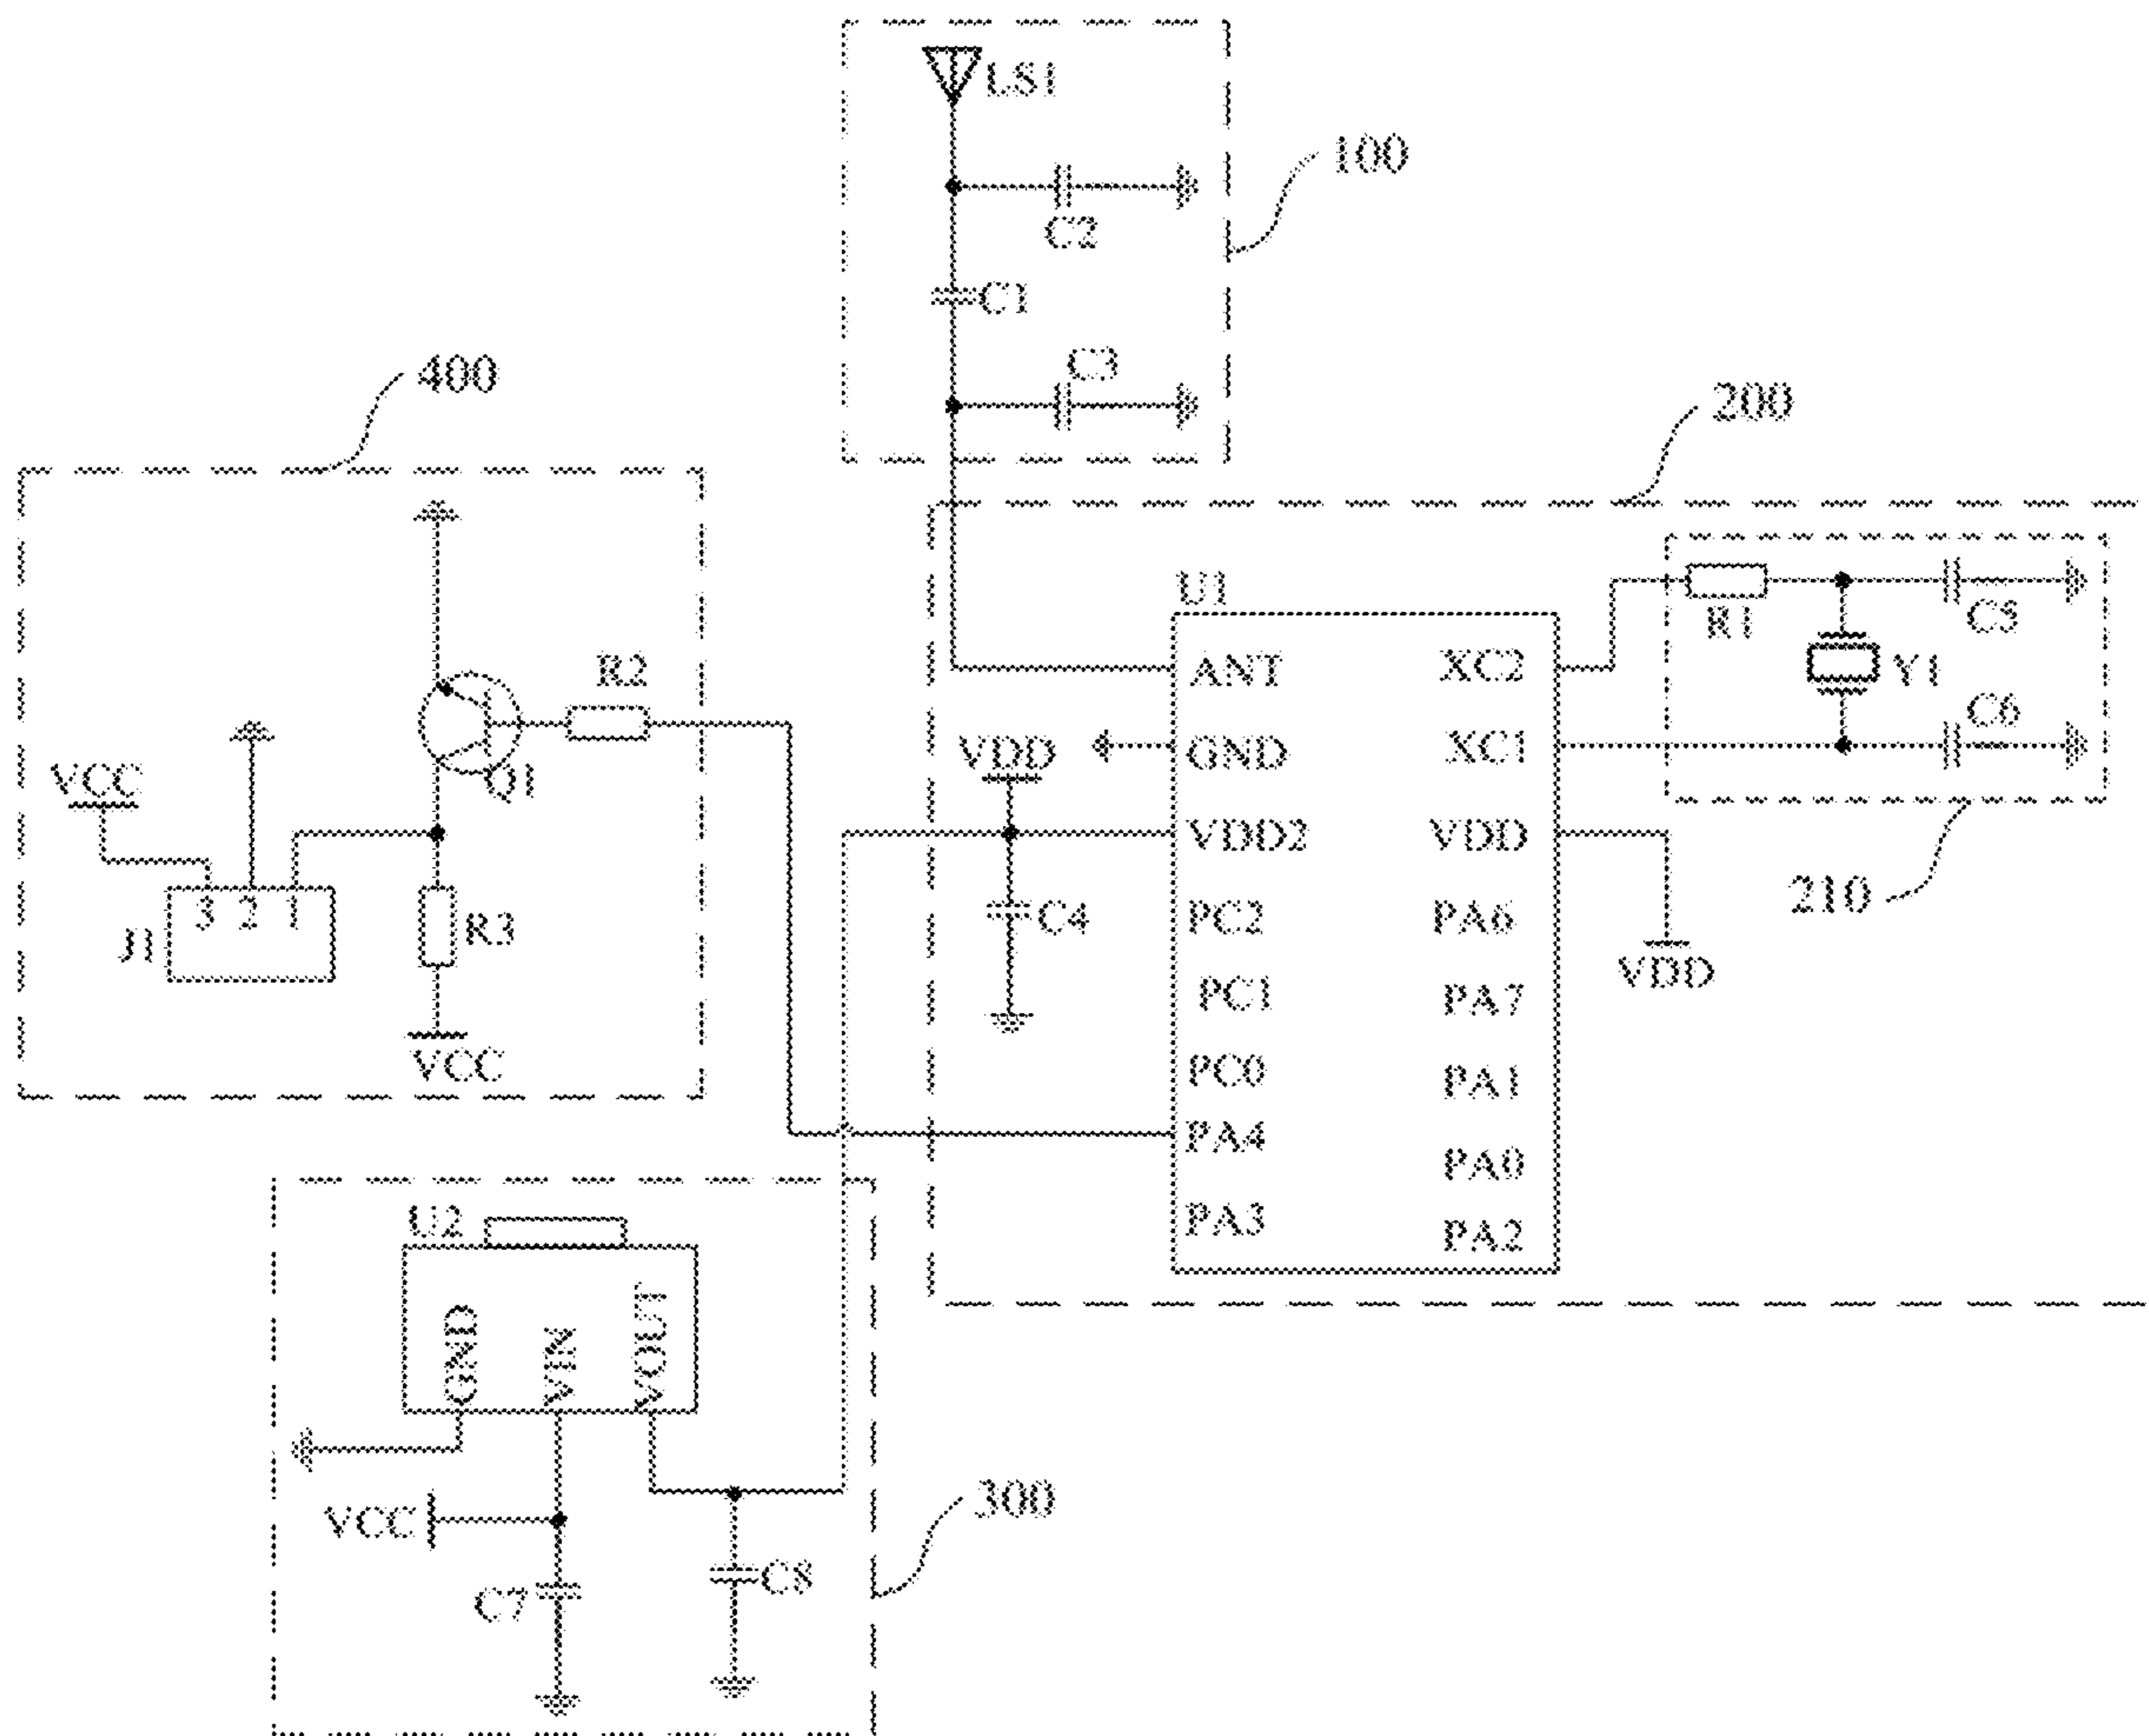 LS1
100
C2
C1
C3
400
200
U1
R1
C5
Y1
C6
210
R2
Q1
VCC
J1
3 2 1
R3
VCC
VDD
C4
ANT
GND
VDD2
PC2
PC1
PC0
PA4
PA3
XC2
XC1
VDD
PA6
PA7
PA1
PA0
PA2
VDD
U2
GND
VIN
VOUT
VCC
C7
C8
300